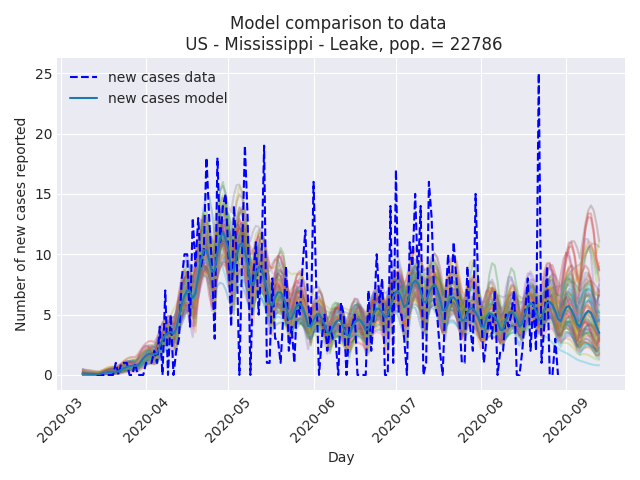 Model comparison to data
US - Mississippi - Leake, pop. = 22786
new cases data
new cases model
Number of new cases reported
25
20
15
10
5
0
2020-03
2020-04
2020-05
2020-06
2020-07
2020-08
2020-09
Day